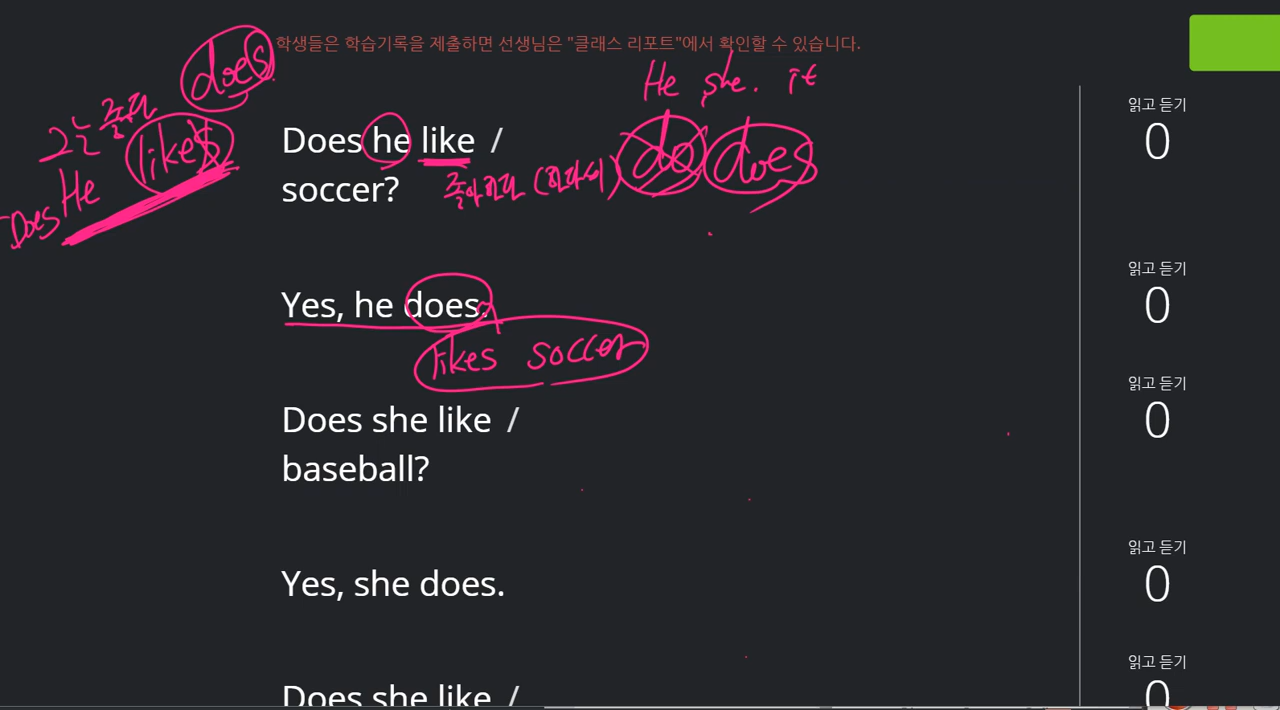 학생들은 학습기록을 제출하면 선생님은 "클래스 리포트"에서 확인할 수 있습니다.
does
He she. it
그는 좋다
likes
He
Does
Does he like /
soccer?
좋아하다 (하다씨)
do does
읽고 듣기
0
Yes, he does.
likes soccer
읽고 듣기
0
Does she like /
baseball?
읽고 듣기
0
Yes, she does.
읽고 듣기
0
Does she like /
읽고 듣기
0